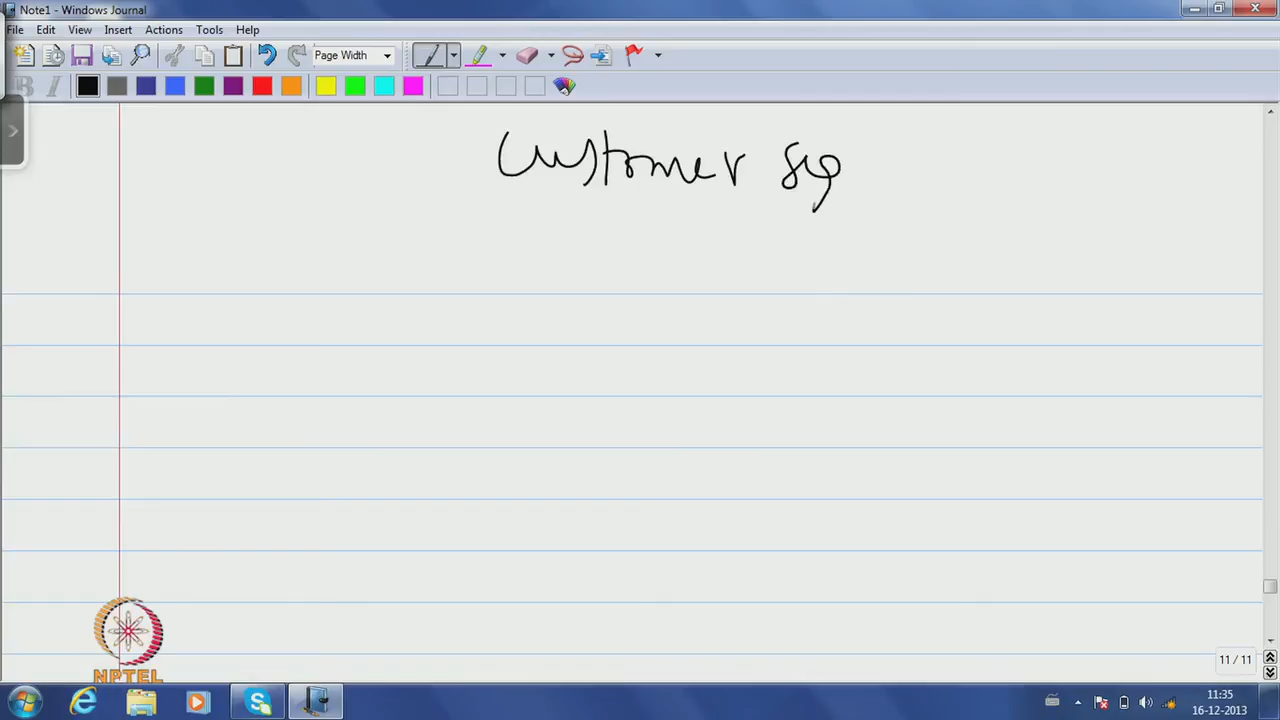 Note1 - Windows Journal
File Edit View Insert Actions Tools Help
Page Width
B I
Customer
11 / 11
NPTEL
11:35
16-12-2013